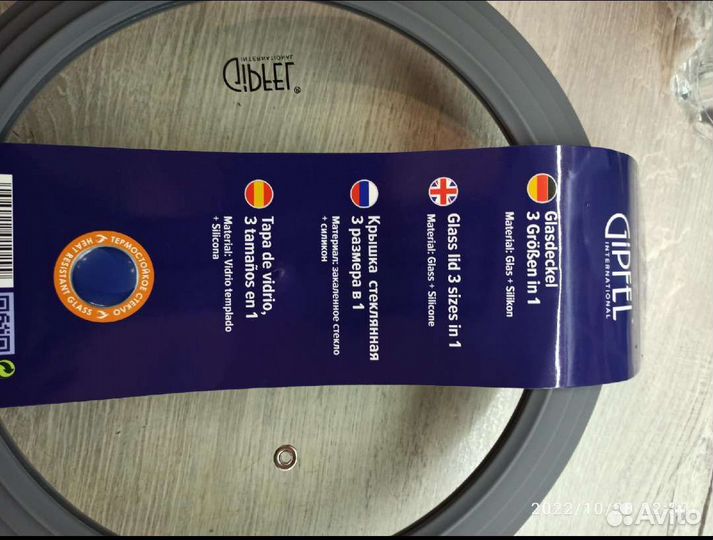 GIPFEL
INTERNATIONAL
®
GIPFEL
INTERNATIONAL
Glasdeckel
3 Größen in 1
Material: Glas + Silikon
Glass lid 3 sizes in 1
Material: Glass + Silicone
Крышка стеклянная
3 размера в 1
Материал: закаленное стекло
+ силикон
Tapa de vidrio,
3 tamaños en 1
Material: Vidrio templado
+ Silicona
ТЕРМОСТОЙКОЕ СТЕКЛО
HEAT RESISTANT GLASS
Avito